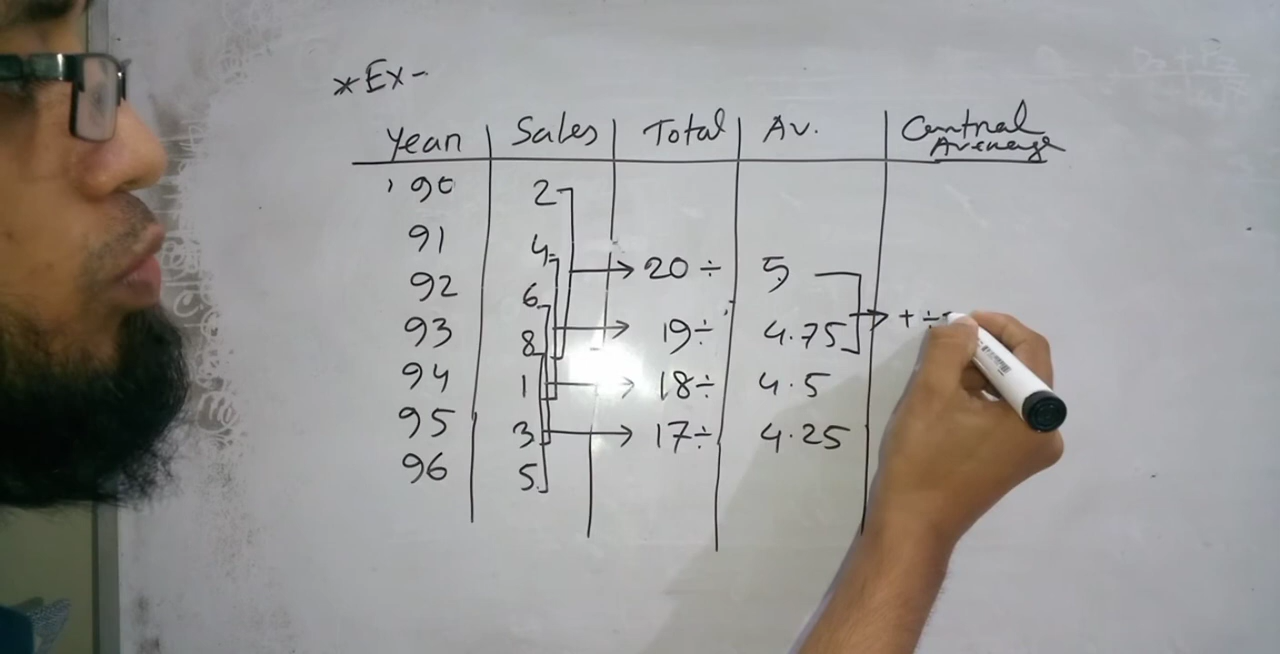 *Ex-
Year | Sales | Total | Av. | Central Average
'90 2
91 4
92 6 20 ÷ 5
93 8 19 ÷ 4.75 + ÷
94 1 18 ÷ 4.5
95 3 17 ÷ 4.25
96 5